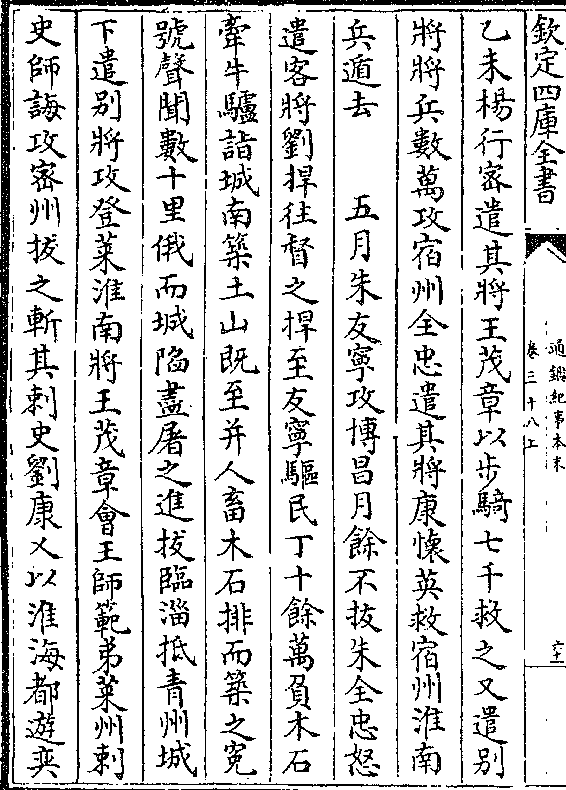 欽定四庫全書
通鑑紀事本末
卷三十八上
六十
乙未楊行密遣其將王茂章以步騎七千救之又遣别
將將兵數萬攻宿州全忠遣其將康懷英救宿州淮南
兵遁去　　五月朱友寧攻博昌月餘不拔朱全忠怒
遣客將劉捍往督之捍至友寧驅民丁十餘萬負木石
牽牛驢詣城南築土山既至并人畜木石排而築之寃
號聲聞數十里俄而城陷盡屠之進拔臨淄抵青州城
下遣别將攻登萊淮南將王茂章會王師範弟萊州刺
史師誨攻密州拔之斬其刺史劉康乂以淮海都遊奕